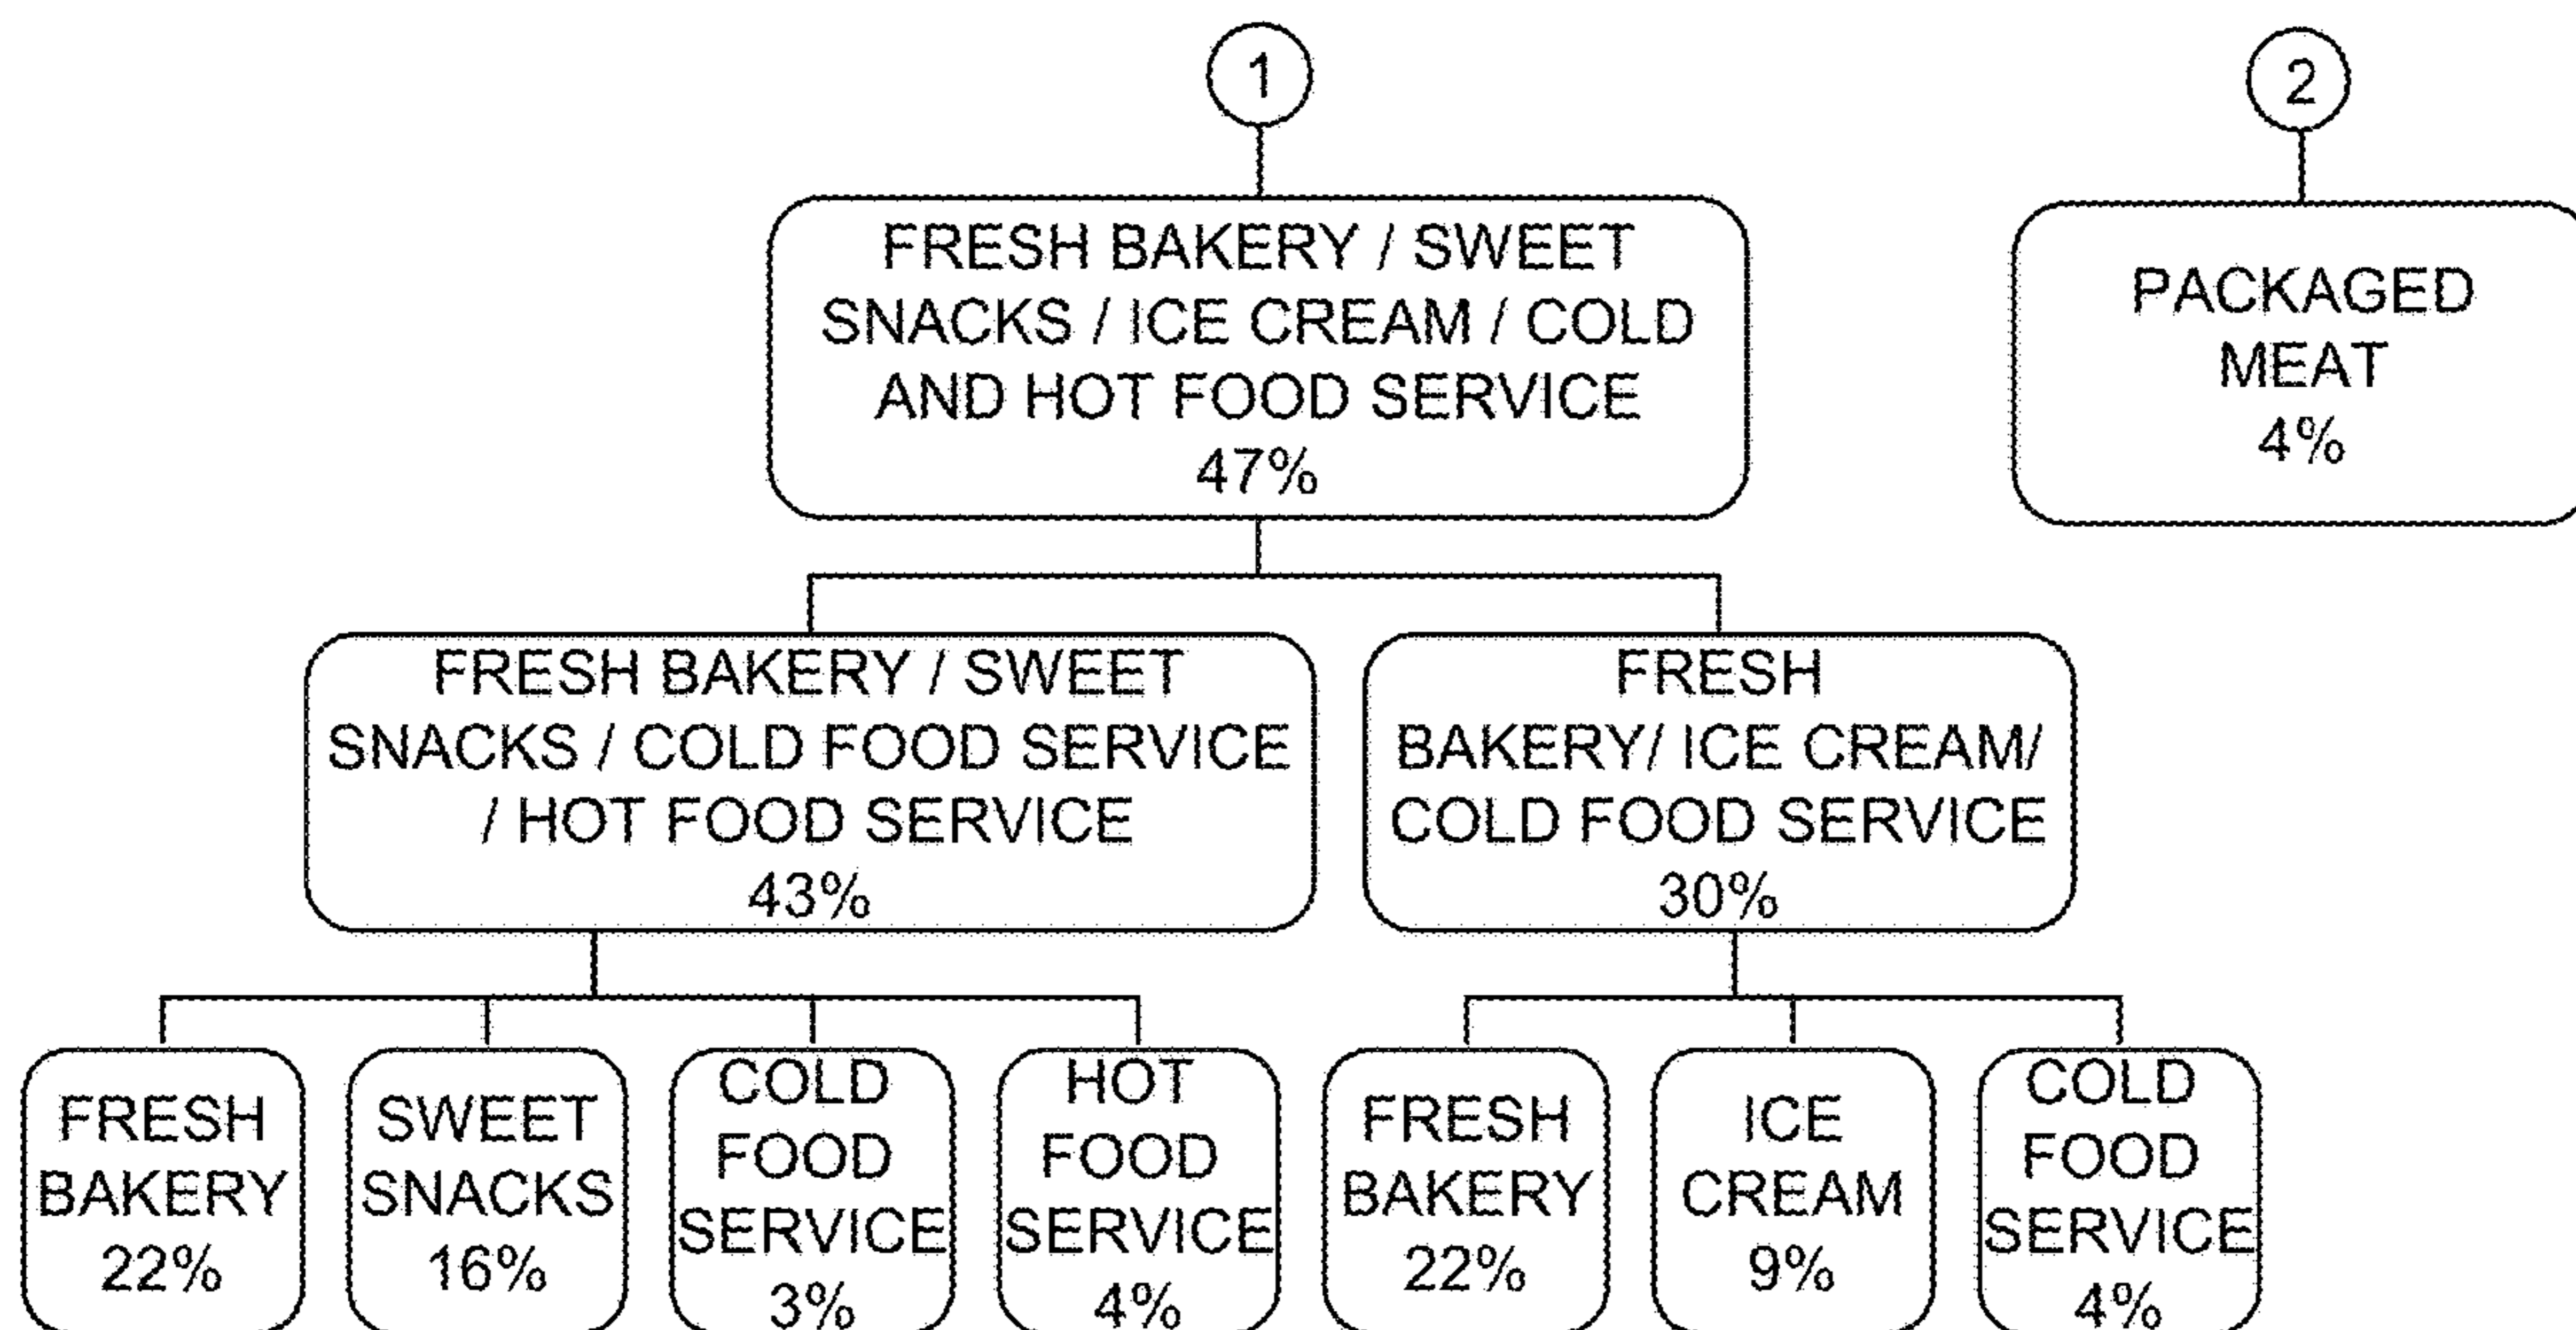 1
2
FRESH BAKERY / SWEET
SNACKS / ICE CREAM / COLD
AND HOT FOOD SERVICE
47%
PACKAGED
MEAT
4%
FRESH BAKERY / SWEET
SNACKS / COLD FOOD SERVICE
/ HOT FOOD SERVICE
43%
FRESH
BAKERY/ ICE CREAM/
COLD FOOD SERVICE
30%
FRESH
BAKERY
22%
SWEET
SNACKS
16%
COLD
FOOD
SERVICE
3%
HOT
FOOD
SERVICE
4%
FRESH
BAKERY
22%
ICE
CREAM
9%
COLD
FOOD
SERVICE
4%